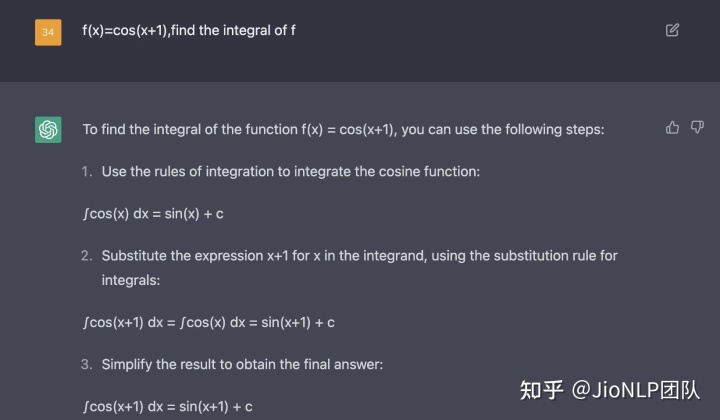 34
f(x)=cos(x+1),find the integral of f
To find the integral of the function f(x) = cos(x+1), you can use the following steps:
1. Use the rules of integration to integrate the cosine function:
∫cos(x) dx = sin(x) + c
2. Substitute the expression x+1 for x in the integrand, using the substitution rule for
integrals:
∫cos(x+1) dx = ∫cos(x) dx = sin(x+1) + c
3. Simplify the result to obtain the final answer:
∫cos(x+1) dx = sin(x+1) + c
知乎 @JioNLP团队